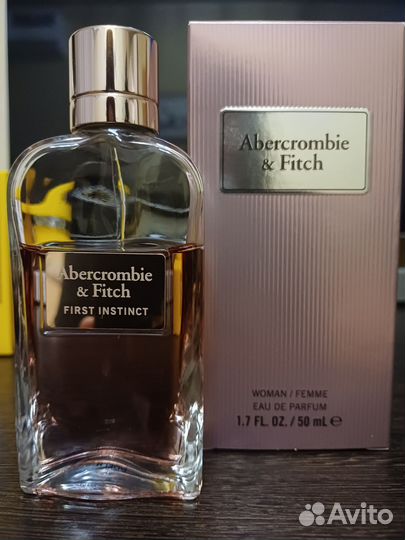 Abercrombie
& Fitch
FIRST INSTINCT
Abercrombie
& Fitch
WOMAN / FEMME
EAU DE PARFUM
1.7 FL. OZ. / 50 mL ℮
Avito